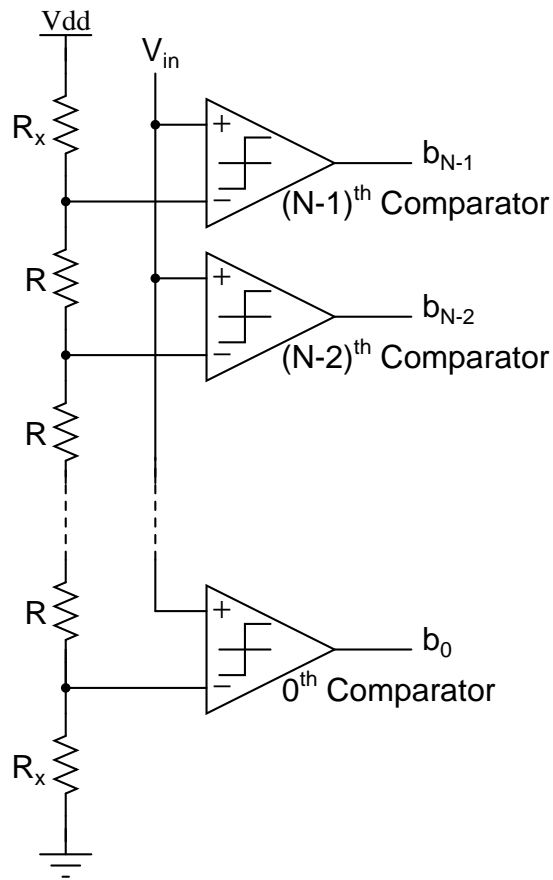 Vdd
V_in
R_x
+
−
b_N-1
(N-1)^th Comparator
R
+
−
b_N-2
(N-2)^th Comparator
R
R
+
−
b_0
0^th Comparator
R_x